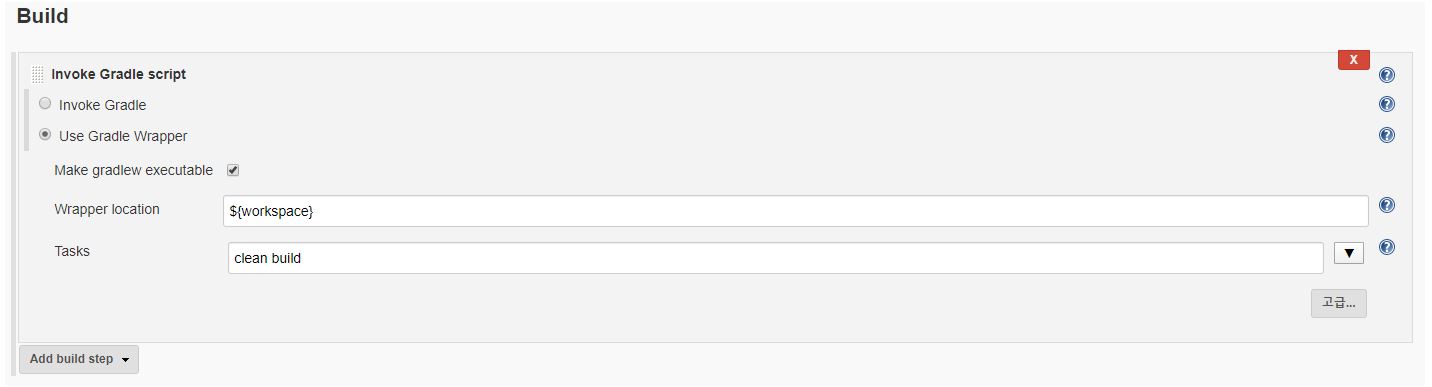 Build
Invoke Gradle script
X
Invoke Gradle
Use Gradle Wrapper
Make gradlew executable
Wrapper location
${workspace}
Tasks
clean build
고급...
Add build step